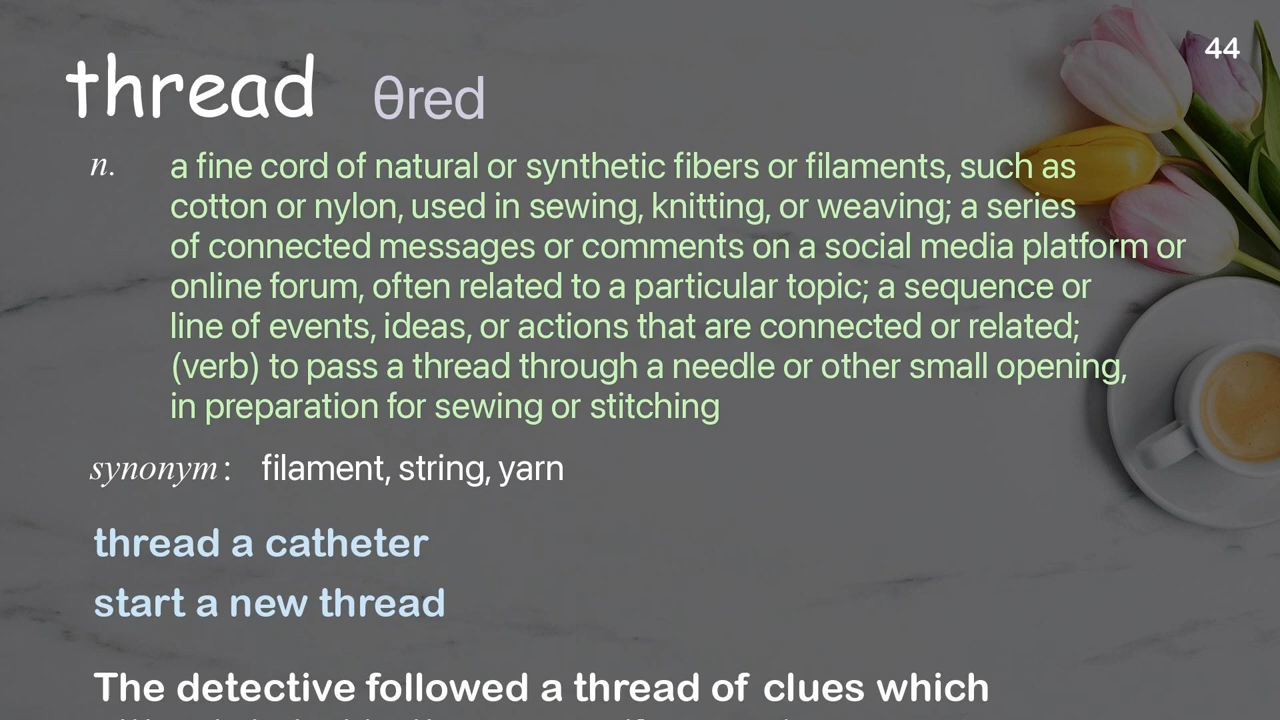 44
thread θred
n. a fine cord of natural or synthetic fibers or filaments, such as
cotton or nylon, used in sewing, knitting, or weaving; a series
of connected messages or comments on a social media platform or
online forum, often related to a particular topic; a sequence or
line of events, ideas, or actions that are connected or related;
(verb) to pass a thread through a needle or other small opening,
in preparation for sewing or stitching
synonym: filament, string, yarn
thread a catheter
start a new thread
The detective followed a thread of clues which